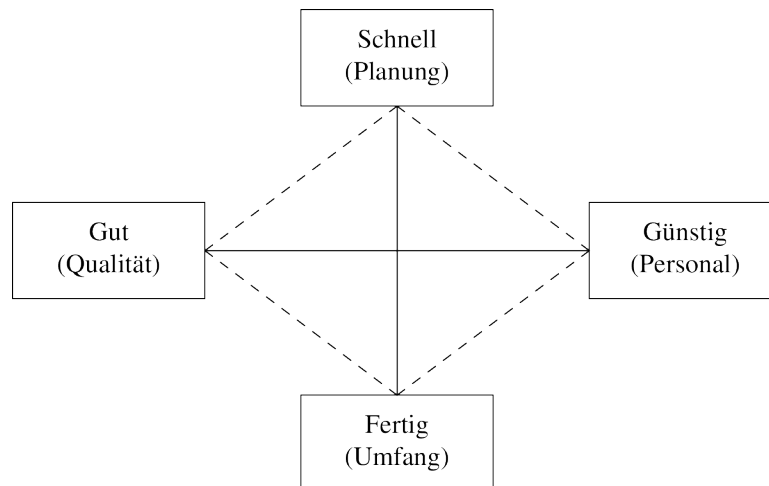 Schnell
(Planung)
Gut
(Qualität)
Günstig
(Personal)
Fertig
(Umfang)